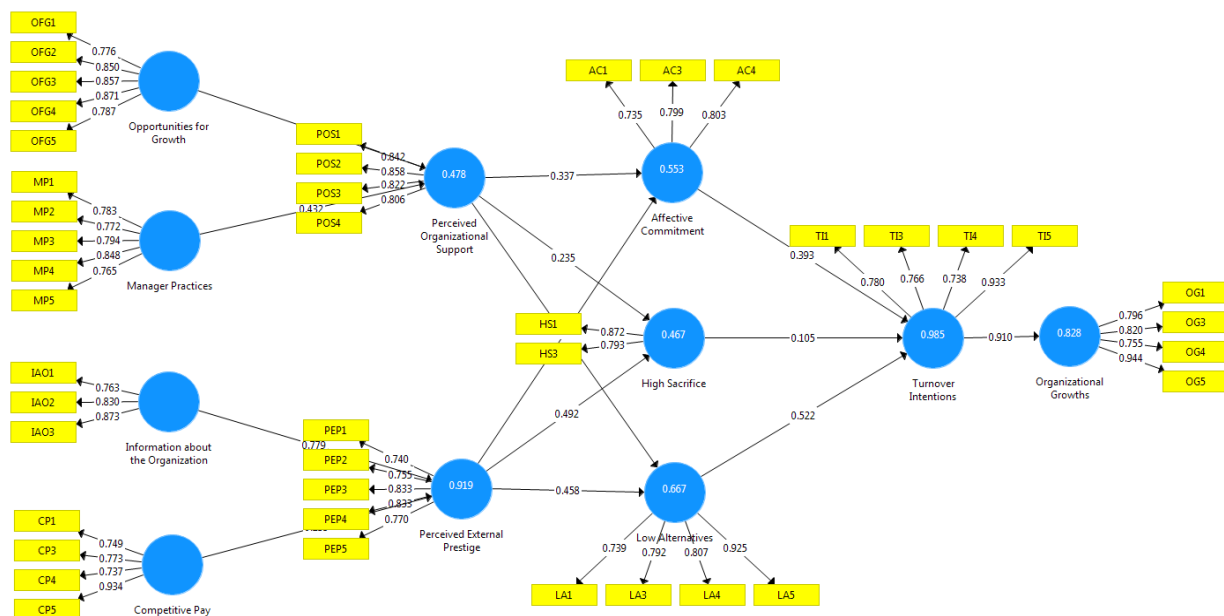 OFG1
OFG2
OFG3
OFG4
OFG5
0.776
0.850
0.857
0.871
0.787
Opportunities for
Growth
MP1
MP2
MP3
MP4
MP5
0.783
0.772
0.794
0.848
0.765
Manager Practices
0.432
IAO1
IAO2
IAO3
0.763
0.830
0.873
Information about
the Organization
0.779
CP1
CP3
CP4
CP5
0.749
0.773
0.737
0.934
Competitive Pay
POS1
POS2
POS3
POS4
0.842
0.858
0.822
0.806
0.478
Perceived
Organizational
Support
PEP1
PEP2
PEP3
PEP4
PEP5
0.740
0.755
0.833
0.833
0.770
0.919
Perceived External
Prestige
0.337
0.235
0.492
0.458
AC1
AC3
AC4
0.735
0.799
0.803
0.553
Affective
Commitment
HS1
HS3
0.872
0.793
0.467
High Sacrifice
0.667
Low Alternatives
0.739
0.792
0.807
0.925
LA1
LA3
LA4
LA5
0.393
0.105
0.522
TI1
TI3
TI4
TI5
0.780
0.766
0.738
0.933
0.985
Turnover
Intentions
0.910
0.828
Organizational
Growths
0.796
0.820
0.755
0.944
OG1
OG3
OG4
OG5